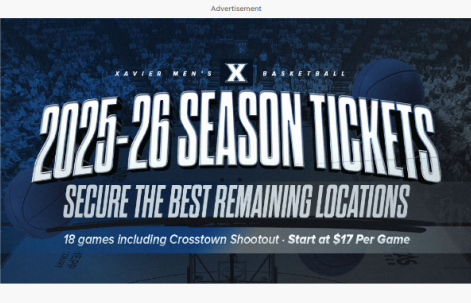 Advertisement
XAVIER MEN'S X BASKETBALL
2025-26 SEASON TICKETS
SECURE THE BEST REMAINING LOCATIONS
18 games including Crosstown Shootout - Start at $17 Per Game